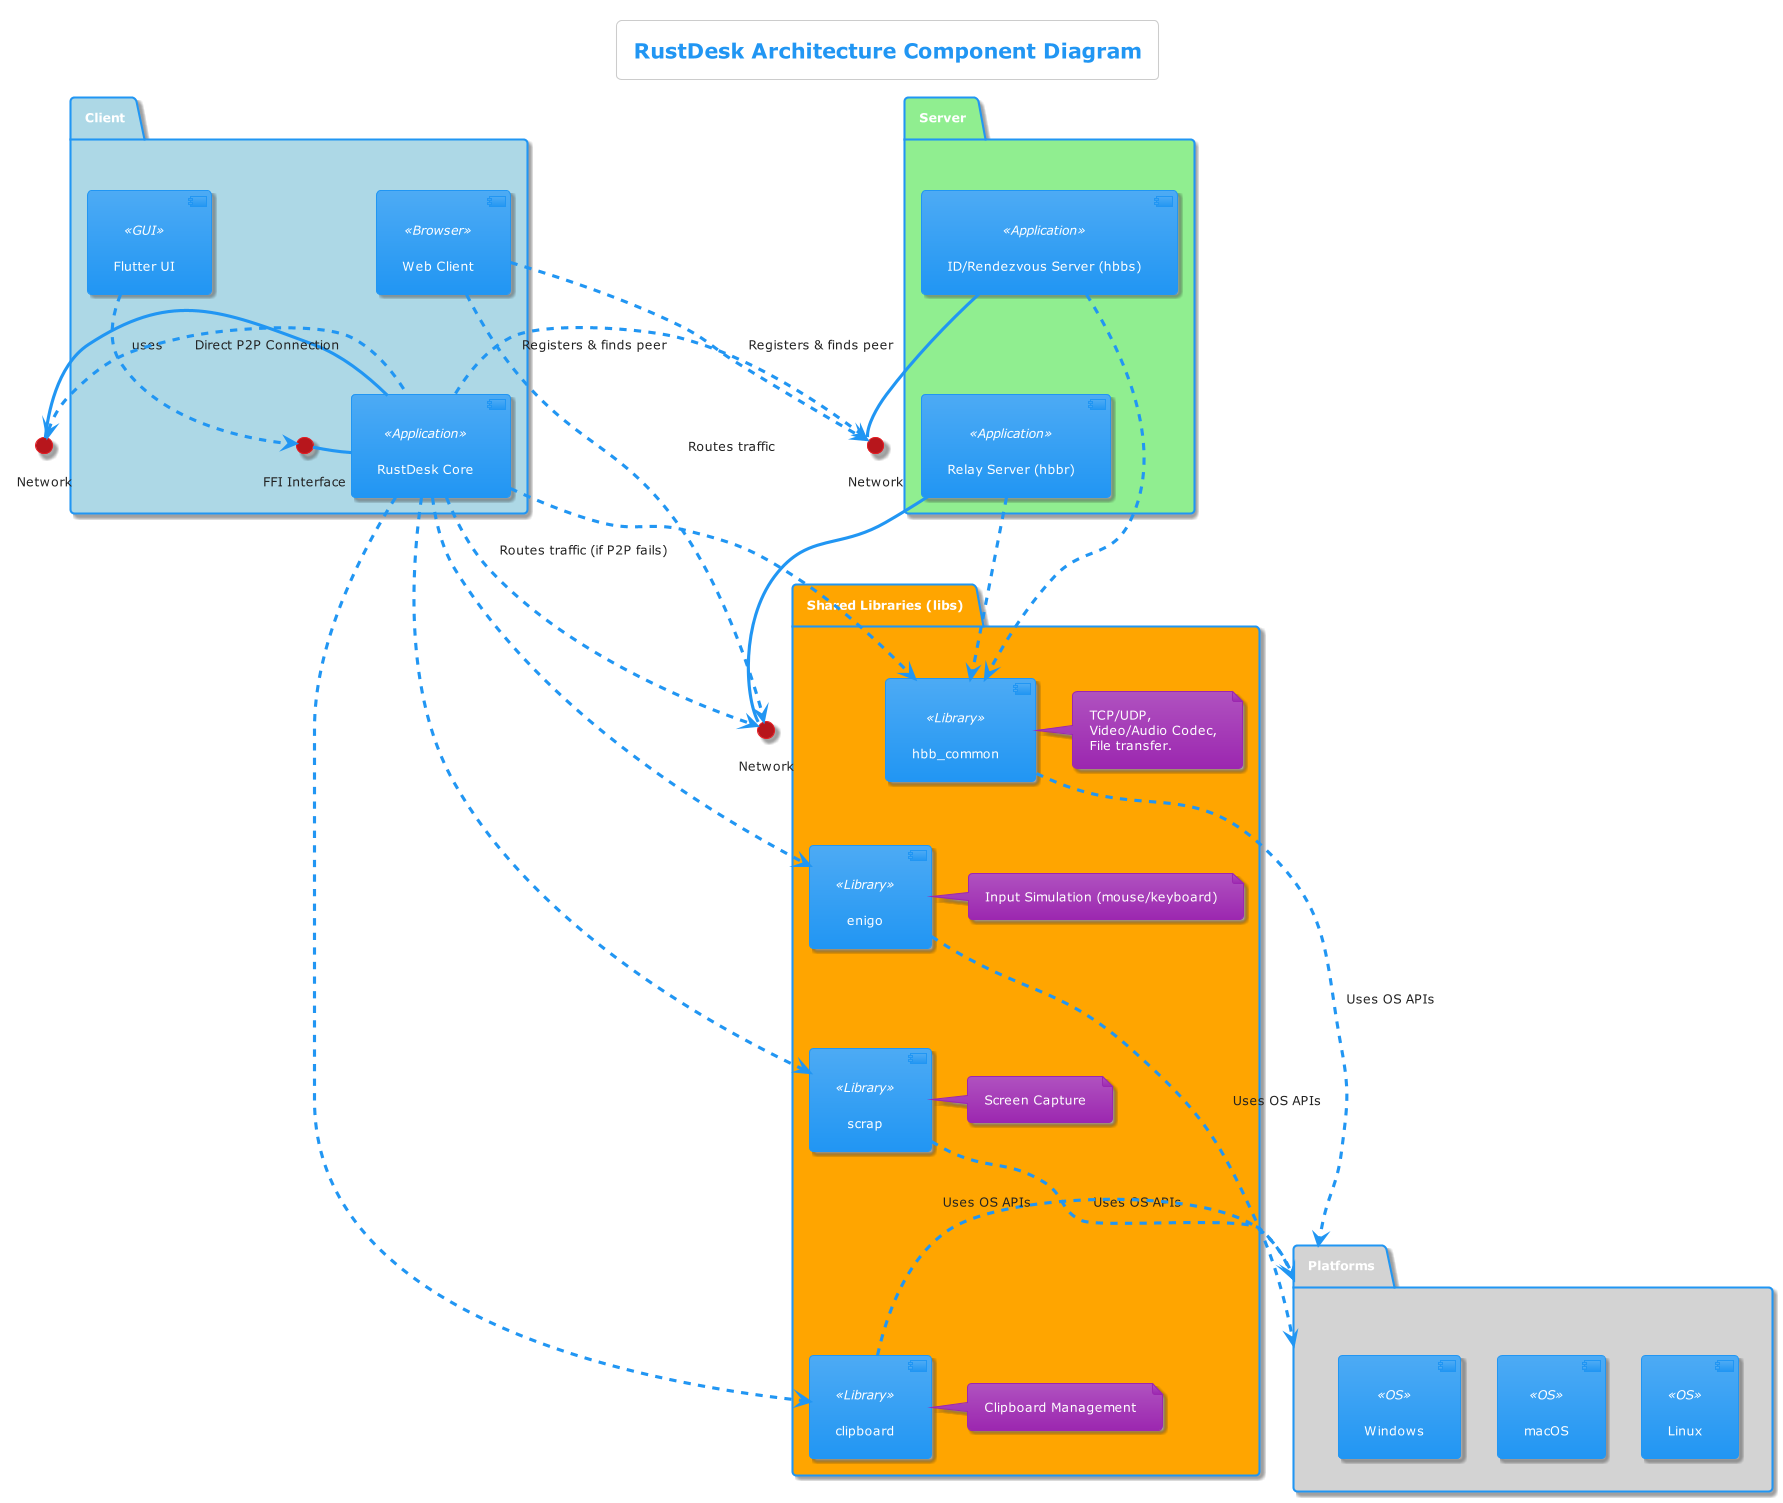 RustDesk Architecture Component Diagram
Client
Server
«GUI»
Flutter UI
«Browser»
Web Client
«Application»
ID/Rendezvous Server (hbbs)
uses
Direct P2P Connection
Registers & finds peer
Registers & finds peer
«Application»
RustDesk Core
«Application»
Relay Server (hbbr)
Routes traffic
Network
FFI Interface
Network
Routes traffic (if P2P fails)
Shared Libraries (libs)
«Library»
hbb_common
TCP/UDP,
Video/Audio Codec,
File transfer.
Network
«Library»
enigo
Input Simulation (mouse/keyboard)
Uses OS APIs
«Library»
scrap
Screen Capture
Uses OS APIs
Uses OS APIs
Uses OS APIs
Platforms
«Library»
clipboard
Clipboard Management
«OS»
Windows
«OS»
macOS
«OS»
Linux